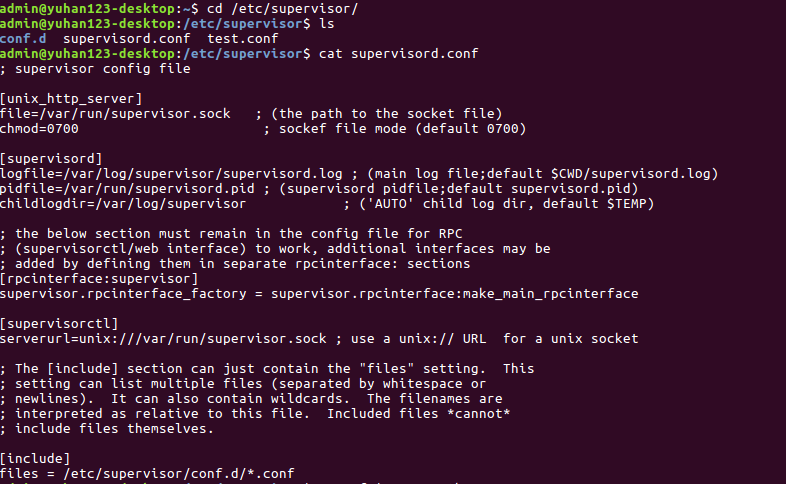 admin@yuhan123-desktop:~$ cd /etc/supervisor/
admin@yuhan123-desktop:/etc/supervisor$ ls
conf.d  supervisord.conf  test.conf
admin@yuhan123-desktop:/etc/supervisor$ cat supervisord.conf
; supervisor config file

[unix_http_server]
file=/var/run/supervisor.sock   ; (the path to the socket file)
chmod=0700                       ; sockef file mode (default 0700)

[supervisord]
logfile=/var/log/supervisor/supervisord.log ; (main log file;default $CWD/supervisord.log)
pidfile=/var/run/supervisord.pid ; (supervisord pidfile;default supervisord.pid)
childlogdir=/var/log/supervisor            ; ('AUTO' child log dir, default $TEMP)

; the below section must remain in the config file for RPC
; (supervisorctl/web interface) to work, additional interfaces may be
; added by defining them in separate rpcinterface: sections
[rpcinterface:supervisor]
supervisor.rpcinterface_factory = supervisor.rpcinterface:make_main_rpcinterface

[supervisorctl]
serverurl=unix:///var/run/supervisor.sock ; use a unix:// URL  for a unix socket

; The [include] section can just contain the "files" setting.  This
; setting can list multiple files (separated by whitespace or
; newlines).  It can also contain wildcards.  The filenames are
; interpreted as relative to this file.  Included files *cannot*
; include files themselves.

[include]
files = /etc/supervisor/conf.d/*.conf